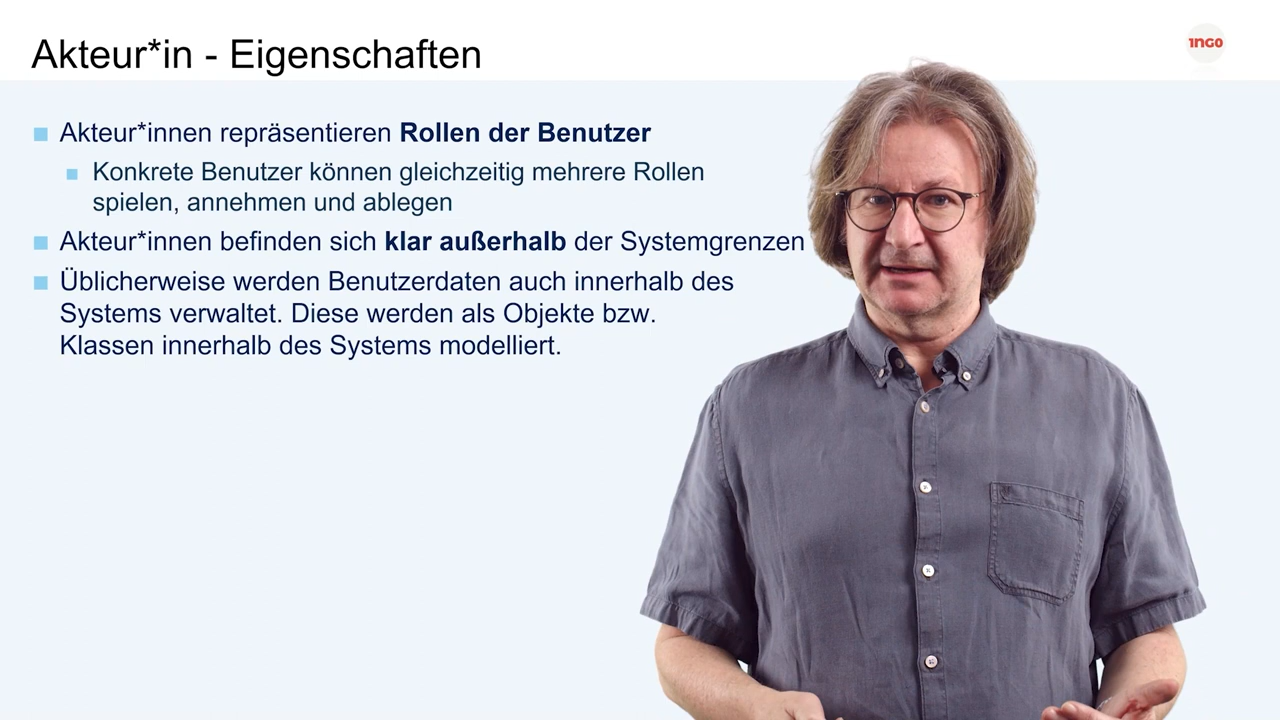 Akteur*in - Eigenschaften
1NGO
Akteur*innen repräsentieren Rollen der Benutzer
Konkrete Benutzer können gleichzeitig mehrere Rollen
spielen, annehmen und ablegen
Akteur*innen befinden sich klar außerhalb der Systemgrenzen
Üblicherweise werden Benutzerdaten auch innerhalb des
Systems verwaltet. Diese werden als Objekte bzw.
Klassen innerhalb des Systems modelliert.